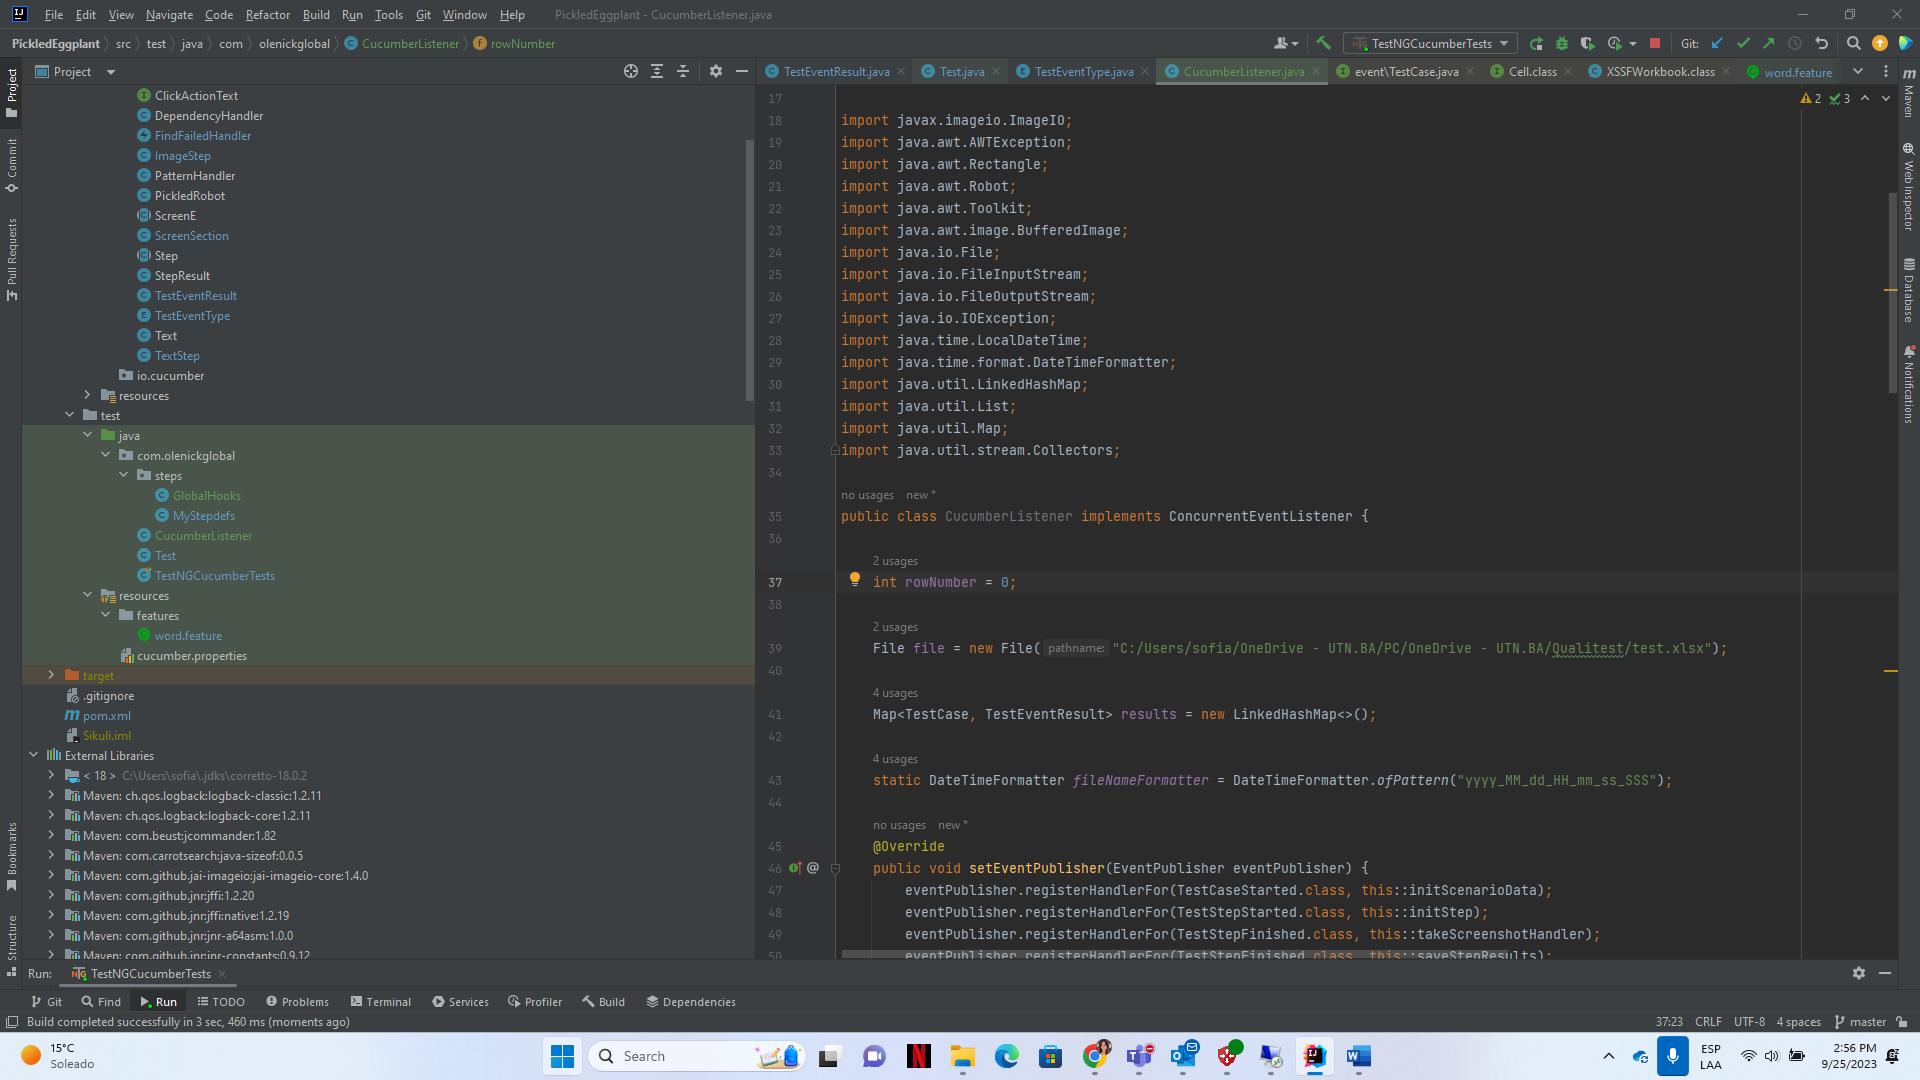 File Edit View Navigate Code Refactor Build Run Tools Git Window Help PickledEggplant - CucumberListener.java
PickledEggplant src test java com olenickglobal CucumberListener rowNumber TestNGCucumberTests Git:
Project
TestEventResult.java Test.java TestEventType.java CucumberListener.java event\TestCase.java Cell.class XSSFWorkbook.class word.feature
ClickActionText
DependencyHandler
FindFailedHandler
ImageStep
PatternHandler
PickledRobot
ScreenE
ScreenSection
Step
StepResult
TestEventResult
TestEventType
Text
TextStep
io.cucumber
resources
test
java
com.olenickglobal
steps
GlobalHooks
MyStepdefs
CucumberListener
Test
TestNGCucumberTests
resources
features
word.feature
cucumber.properties
target
.gitignore
pom.xml
Sikuli.iml
External Libraries
< 18 > C:\Users\sofia\.jdks\corretto-18.0.2
Maven: ch.qos.logback:logback-classic:1.2.11
Maven: ch.qos.logback:logback-core:1.2.11
Maven: com.beust:jcommander:1.82
Maven: com.carrotsearch:java-sizeof:0.0.5
Maven: com.github.jai-imageio:jai-imageio-core:1.4.0
Maven: com.github.jnr:jffi:1.2.20
Maven: com.github.jnr:jffi:native:1.2.19
Maven: com.github.jnr:jnr-a64asm:1.0.0
Maven: com.github.jnr:jnr-constants:0.9.12
17
18 import javax.imageio.ImageIO;
19 import java.awt.AWTException;
20 import java.awt.Rectangle;
21 import java.awt.Robot;
22 import java.awt.Toolkit;
23 import java.awt.image.BufferedImage;
24 import java.io.File;
25 import java.io.FileInputStream;
26 import java.io.FileOutputStream;
27 import java.io.IOException;
28 import java.time.LocalDateTime;
29 import java.time.format.DateTimeFormatter;
30 import java.util.LinkedHashMap;
31 import java.util.List;
32 import java.util.Map;
33 import java.util.stream.Collectors;
34
no usages new *
35 public class CucumberListener implements ConcurrentEventListener {
36
2 usages
37 int rowNumber = 0;
38
2 usages
39 File file = new File( pathname: "C:/Users/sofia/OneDrive - UTN.BA/PC/OneDrive - UTN.BA/Qualitest/test.xlsx");
40
4 usages
41 Map<TestCase, TestEventResult> results = new LinkedHashMap<>();
42
4 usages
43 static DateTimeFormatter fileNameFormatter = DateTimeFormatter.ofPattern("yyyy_MM_dd_HH_mm_ss_SSS");
44
no usages new *
45 @Override
46 @ public void setEventPublisher(EventPublisher eventPublisher) {
47 eventPublisher.registerHandlerFor(TestCaseStarted.class, this::initScenarioData);
48 eventPublisher.registerHandlerFor(TestStepStarted.class, this::initStep);
49 eventPublisher.registerHandlerFor(TestStepFinished.class, this::takeScreenshotHandler);
50 eventPublisher.registerHandlerFor(TestStepFinished.class, this::saveStepResults);
2 3
Project
Commit
Pull Requests
Bookmarks
Structure
Maven
Web Inspector
Database
Notifications
Run: TestNGCucumberTests
Git Find Run TODO Problems Terminal Services Profiler Build Dependencies
Build completed successfully in 3 sec, 460 ms (moments ago) 37:23 CRLF UTF-8 4 spaces master
15°C
Soleado
Search
ESP
LAA
2:56 PM
9/25/2023